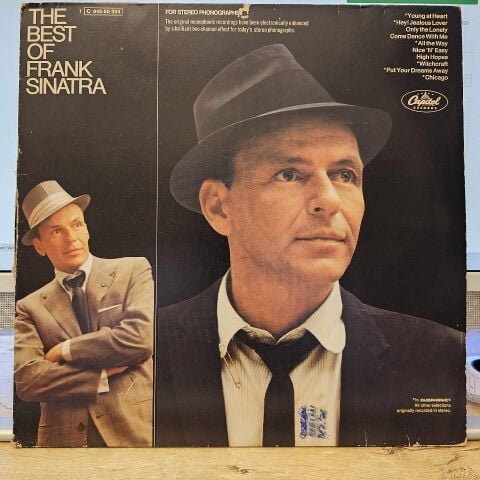 THE
BEST
OF
FRANK
SINATRA
FOR STEREO PHONOGRAPHS
The original monophonic recordings have been electronically enhanced
by a brilliant two-channel effect for today's stereo phonographs.
*Young at Heart
*Hey! Jealous Lover
Only the Lonely
Come Dance With Me
*All the Way
Nice 'N' Easy
High Hopes
*Witchcraft
*Put Your Dreams Away
*Chicago
Capitol
RECORDS
*In DUOPHONIC
All other selections
originally recorded in stereo.